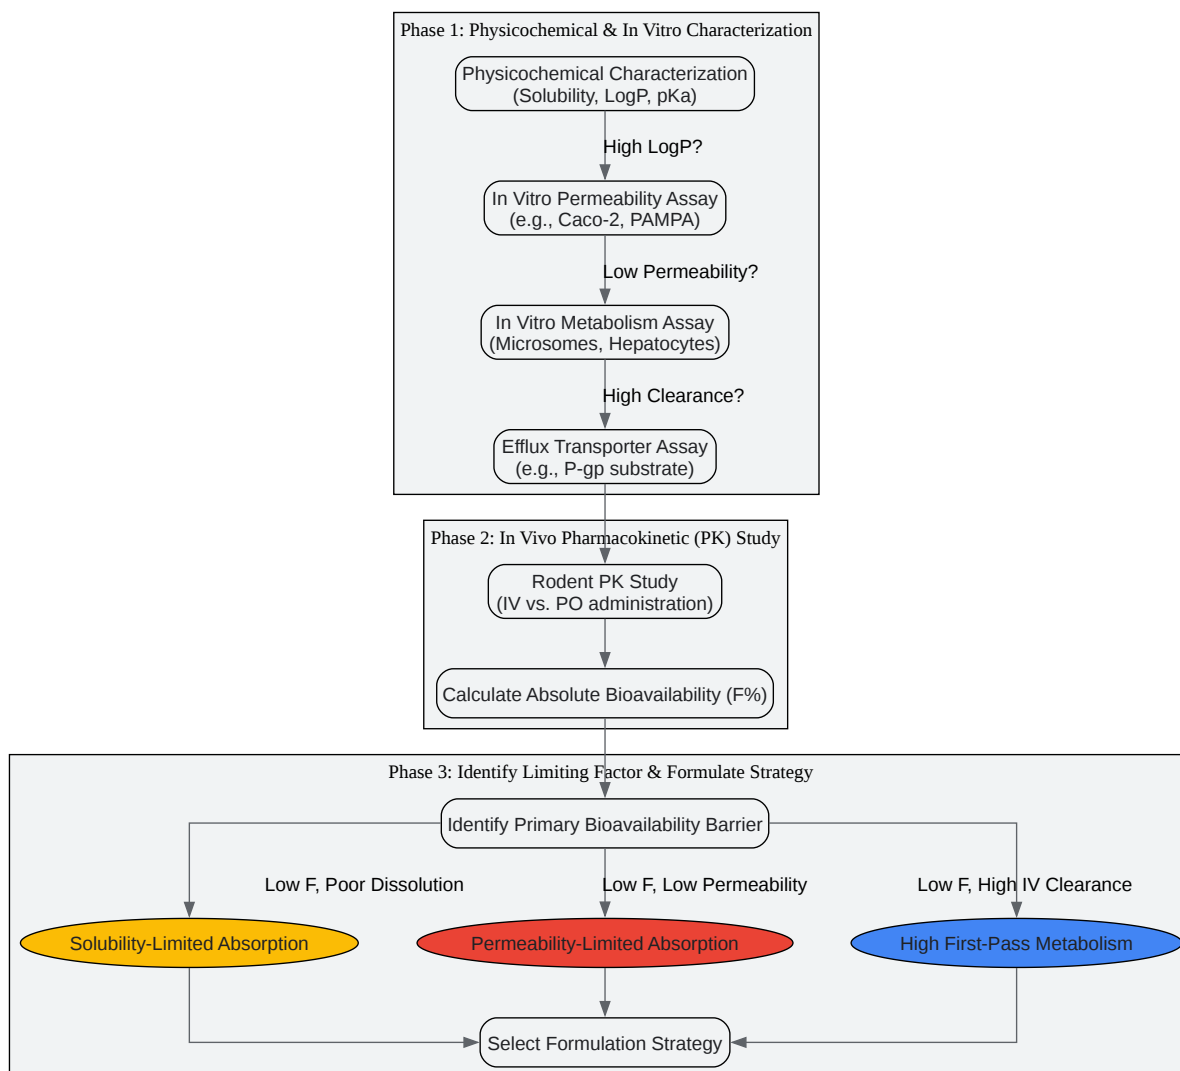 Phase 1: Physicochemical & In Vitro Characterization
Physicochemical Characterization
(Solubility, LogP, pKa)
High LogP?
In Vitro Permeability Assay
(e.g., Caco-2, PAMPA)
Low Permeability?
In Vitro Metabolism Assay
(Microsomes, Hepatocytes)
High Clearance?
Efflux Transporter Assay
(e.g., P-gp substrate)
Phase 2: In Vivo Pharmacokinetic (PK) Study
Rodent PK Study
(IV vs. PO administration)
Calculate Absolute Bioavailability (F%)
Phase 3: Identify Limiting Factor & Formulate Strategy
Identify Primary Bioavailability Barrier
Low F, Poor Dissolution
Low F, Low Permeability
Low F, High IV Clearance
Solubility-Limited Absorption
Permeability-Limited Absorption
High First-Pass Metabolism
Select Formulation Strategy